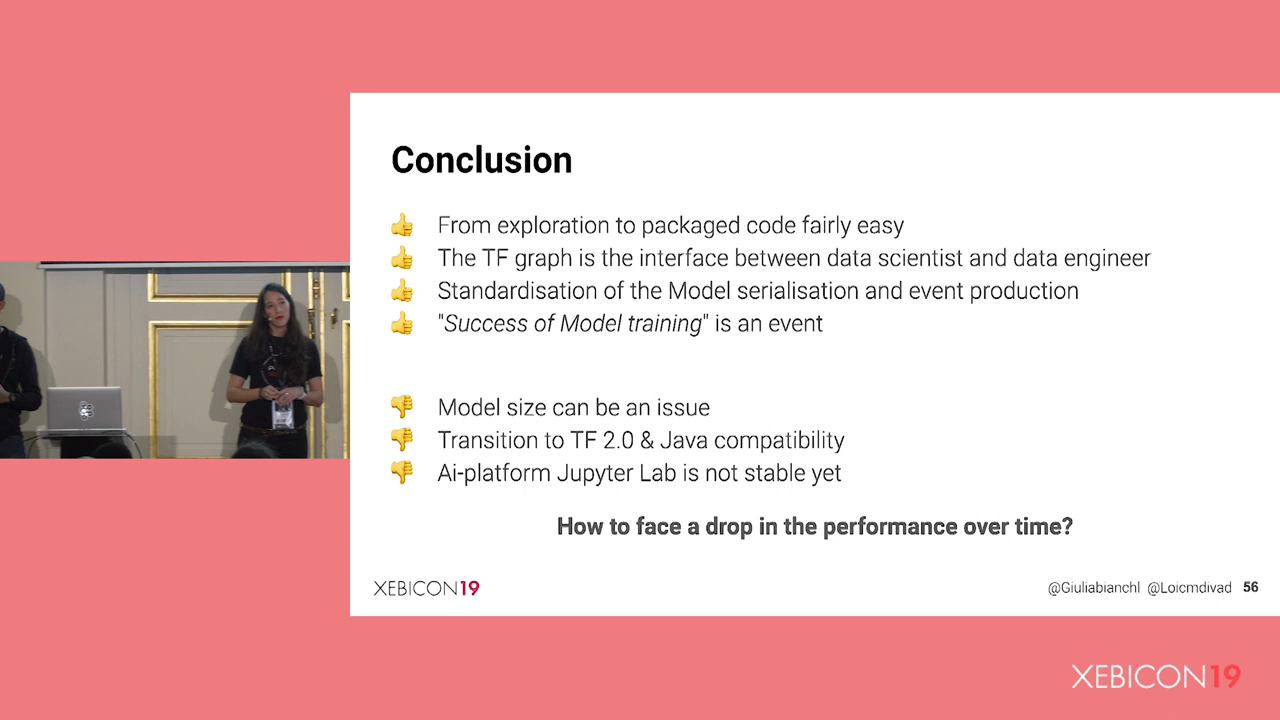 Conclusion
From exploration to packaged code fairly easy
The TF graph is the interface between data scientist and data engineer
Standardisation of the Model serialisation and event production
"Success of Model training" is an event
Model size can be an issue
Transition to TF 2.0 & Java compatibility
Ai-platform Jupyter Lab is not stable yet
How to face a drop in the performance over time?
XEBICON19
@Giuliabianchl @Loicmdivad 56
XEBICON19